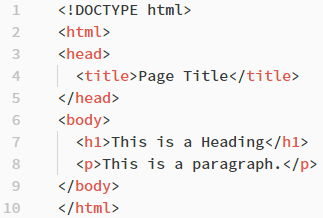 1 <!DOCTYPE html>
2 <html>
3 <head>
4   <title>Page Title</title>
5 </head>
6 <body>
7   <h1>This is a Heading</h1>
8   <p>This is a paragraph.</p>
9 </body>
10 </html>